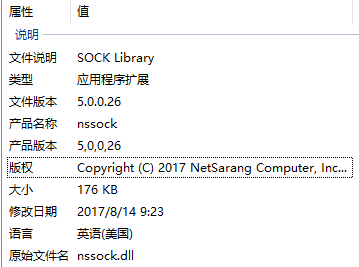 属性 值
说明
文件说明 SOCK Library
类型 应用程序扩展
文件版本 5.0.0.26
产品名称 nssock
产品版本 5,0,0,26
版权 Copyright (C) 2017 NetSarang Computer, Inc...
大小 176 KB
修改日期 2017/8/14 9:23
语言 英语(美国)
原始文件名 nssock.dll